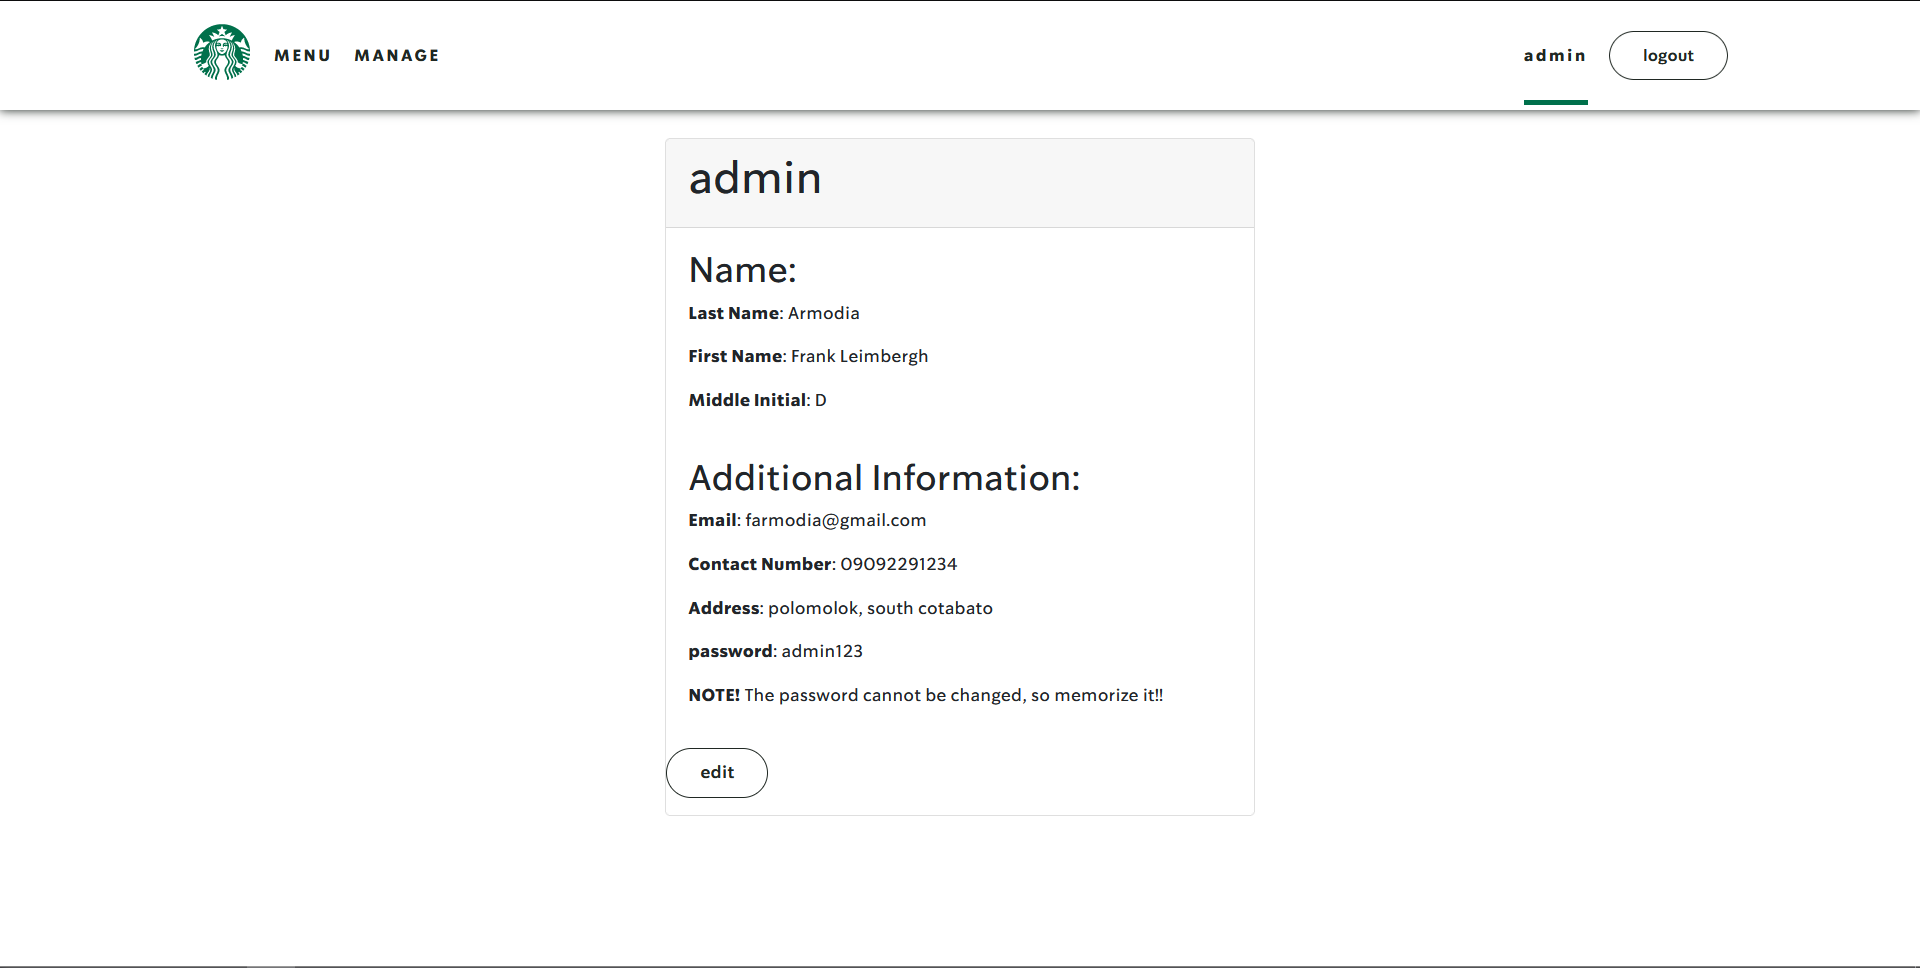 MENU MANAGE admin logout
admin
Name:
Last Name: Armodia
First Name: Frank Leimbergh
Middle Initial: D
Additional Information:
Email: farmodia@gmail.com
Contact Number: 09092291234
Address: polomolok, south cotabato
password: admin123
NOTE! The password cannot be changed, so memorize it!!
edit